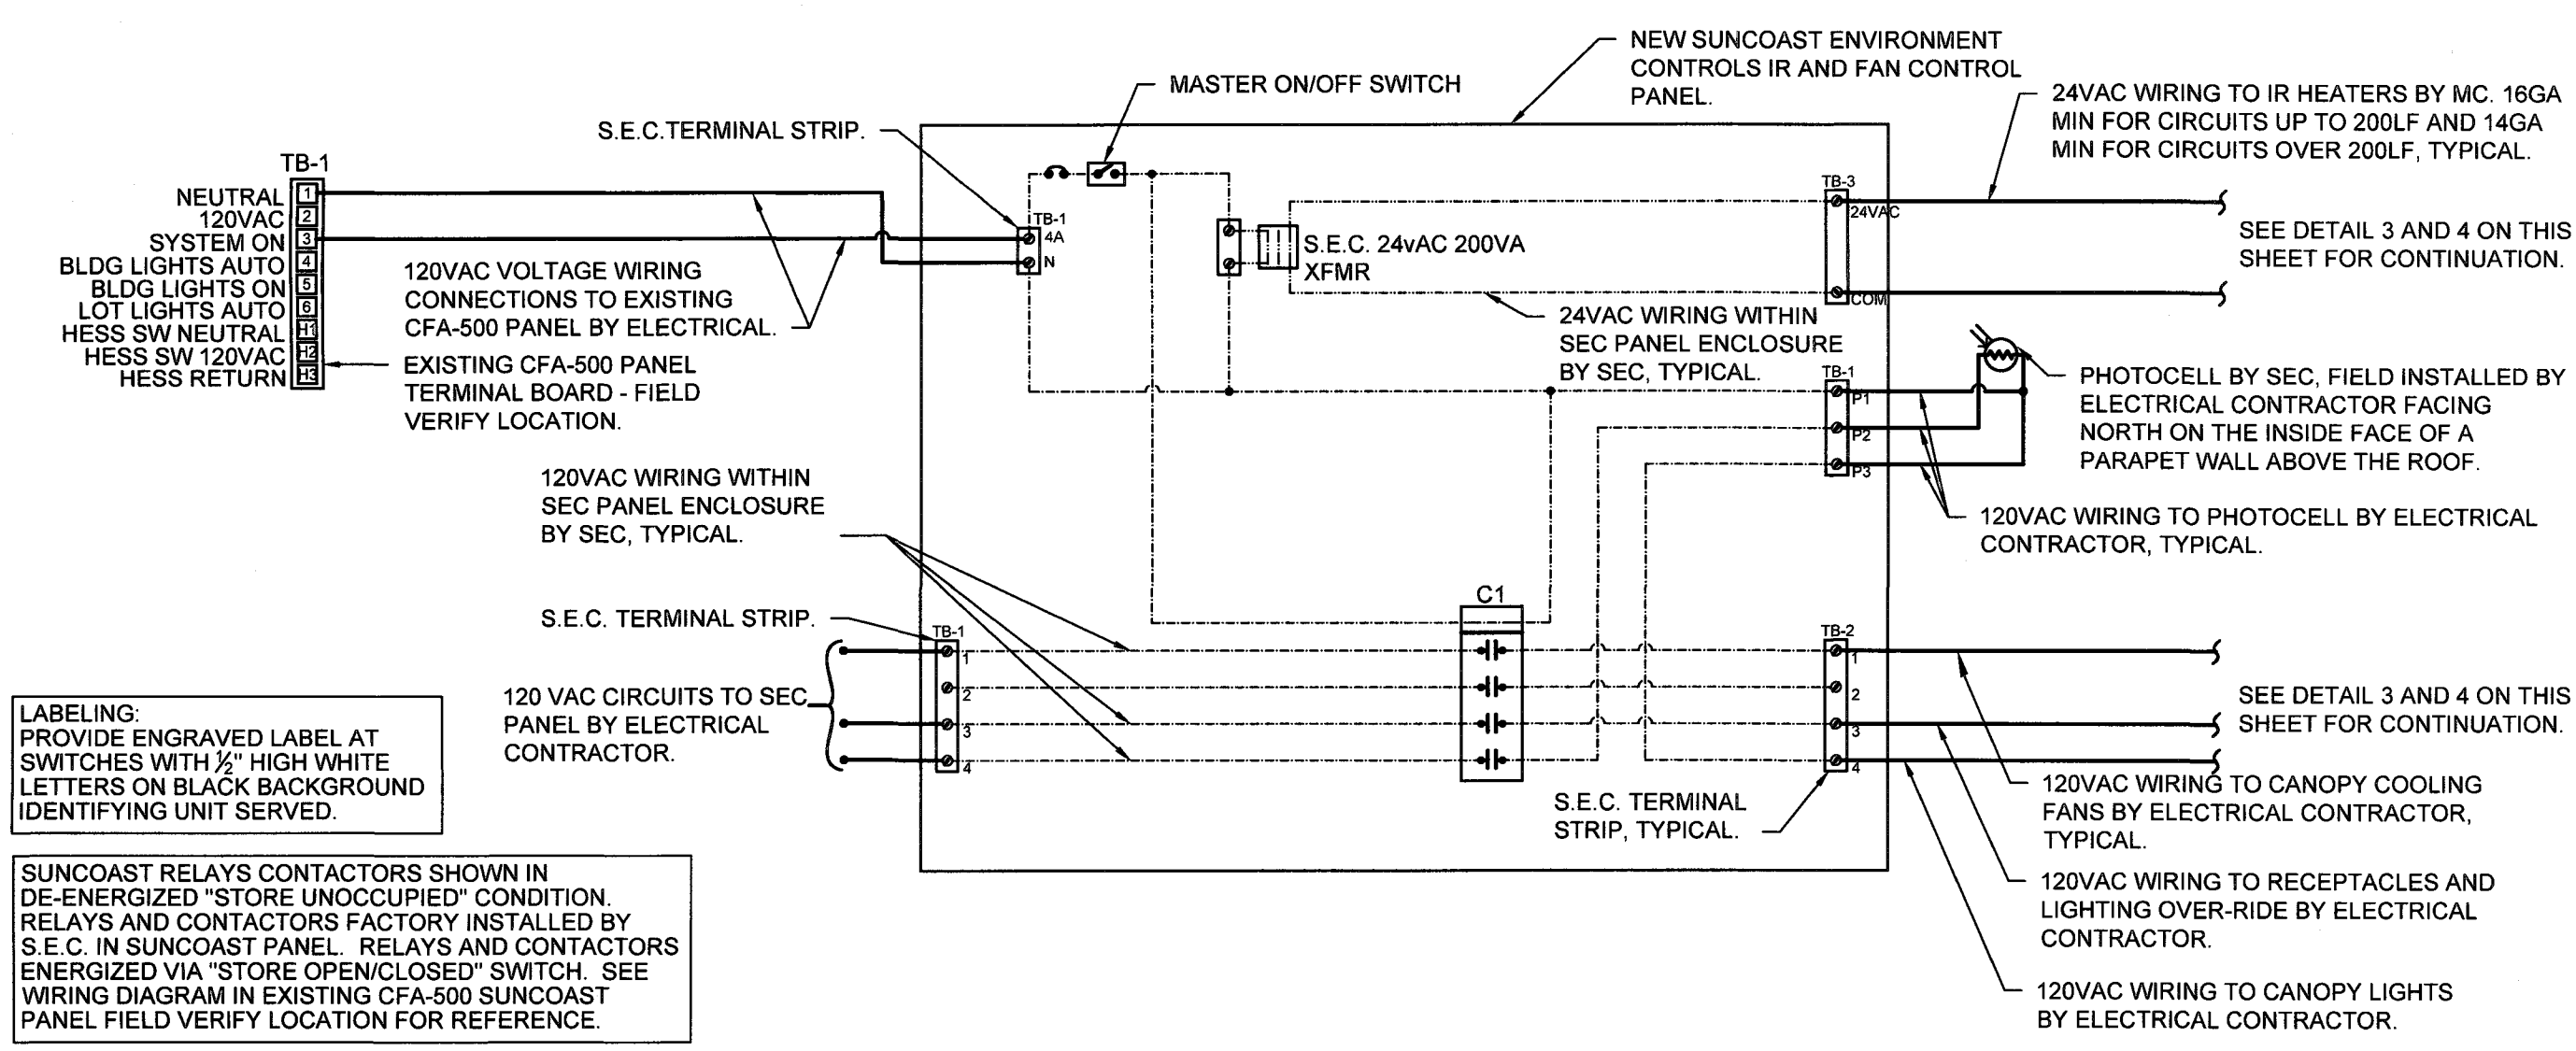 NEW SUNCOAST ENVIRONMENT
CONTROLS IR AND FAN CONTROL
PANEL.
MASTER ON/OFF SWITCH
24VAC WIRING TO IR HEATERS BY MC. 16GA
MIN FOR CIRCUITS UP TO 200LF AND 14GA
MIN FOR CIRCUITS OVER 200LF, TYPICAL.
S.E.C.TERMINAL STRIP.
TB-1
NEUTRAL 1
120VAC 2
SYSTEM ON 3
BLDG LIGHTS AUTO 4
BLDG LIGHTS ON 5
LOT LIGHTS AUTO 6
HESS SW NEUTRAL H1
HESS SW 120VAC H2
HESS RETURN H3
120VAC VOLTAGE WIRING
CONNECTIONS TO EXISTING
CFA-500 PANEL BY ELECTRICAL.
EXISTING CFA-500 PANEL
TERMINAL BOARD - FIELD
VERIFY LOCATION.
TB-1
4A
N
S.E.C. 24vAC 200VA
XFMR
TB-3
24VAC
COM
SEE DETAIL 3 AND 4 ON THIS
SHEET FOR CONTINUATION.
24VAC WIRING WITHIN
SEC PANEL ENCLOSURE
BY SEC, TYPICAL.
TB-1
P1
P2
P3
PHOTOCELL BY SEC, FIELD INSTALLED BY
ELECTRICAL CONTRACTOR FACING
NORTH ON THE INSIDE FACE OF A
PARAPET WALL ABOVE THE ROOF.
120VAC WIRING TO PHOTOCELL BY ELECTRICAL
CONTRACTOR, TYPICAL.
120VAC WIRING WITHIN
SEC PANEL ENCLOSURE
BY SEC, TYPICAL.
S.E.C. TERMINAL STRIP.
TB-1
1
2
3
4
120 VAC CIRCUITS TO SEC
PANEL BY ELECTRICAL
CONTRACTOR.
C1
TB-2
1
2
3
4
S.E.C. TERMINAL
STRIP, TYPICAL.
SEE DETAIL 3 AND 4 ON THIS
SHEET FOR CONTINUATION.
120VAC WIRING TO CANOPY COOLING
FANS BY ELECTRICAL CONTRACTOR,
TYPICAL.
120VAC WIRING TO RECEPTACLES AND
LIGHTING OVER-RIDE BY ELECTRICAL
CONTRACTOR.
120VAC WIRING TO CANOPY LIGHTS
BY ELECTRICAL CONTRACTOR.
LABELING:
PROVIDE ENGRAVED LABEL AT
SWITCHES WITH ½" HIGH WHITE
LETTERS ON BLACK BACKGROUND
IDENTIFYING UNIT SERVED.
SUNCOAST RELAYS CONTACTORS SHOWN IN
DE-ENERGIZED "STORE UNOCCUPIED" CONDITION.
RELAYS AND CONTACTORS FACTORY INSTALLED BY
S.E.C. IN SUNCOAST PANEL. RELAYS AND CONTACTORS
ENERGIZED VIA "STORE OPEN/CLOSED" SWITCH. SEE
WIRING DIAGRAM IN EXISTING CFA-500 SUNCOAST
PANEL FIELD VERIFY LOCATION FOR REFERENCE.